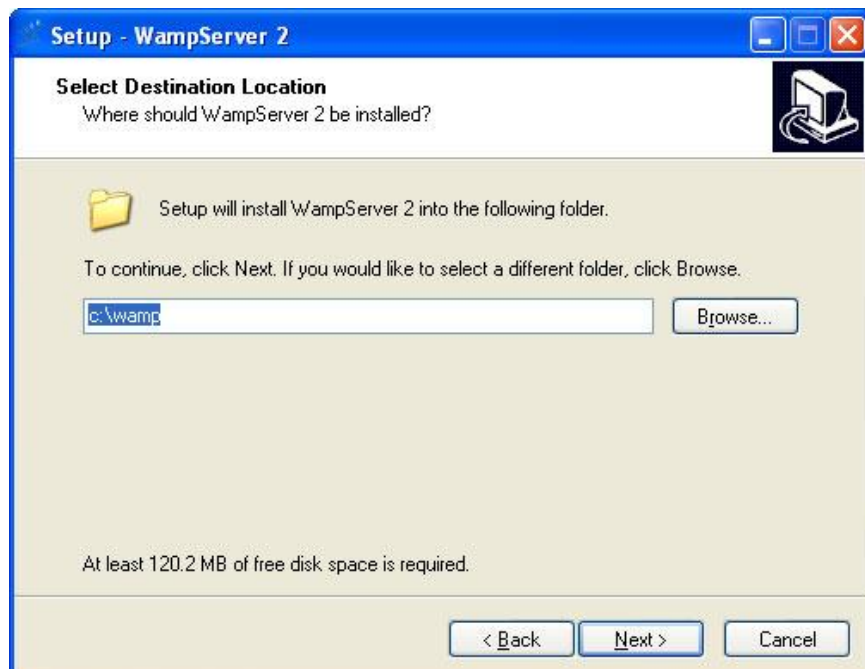 Setup - WampServer 2
Select Destination Location
Where should WampServer 2 be installed?
Setup will install WampServer 2 into the following folder.
To continue, click Next. If you would like to select a different folder, click Browse.
c:\wamp
Browse...
At least 120.2 MB of free disk space is required.
< Back
Next >
Cancel